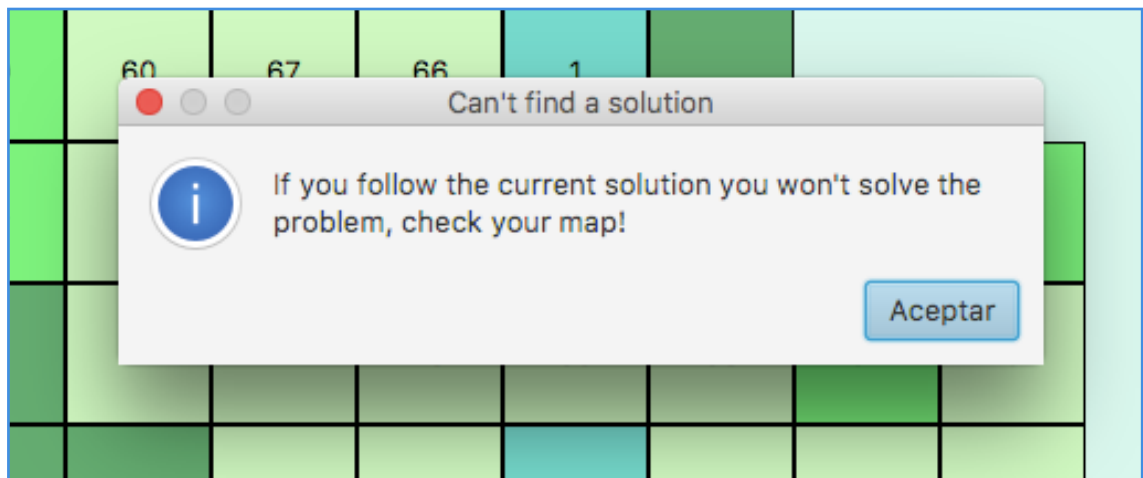 60 67 66 1
Can't find a solution
If you follow the current solution you won't solve the
problem, check your map!
Aceptar